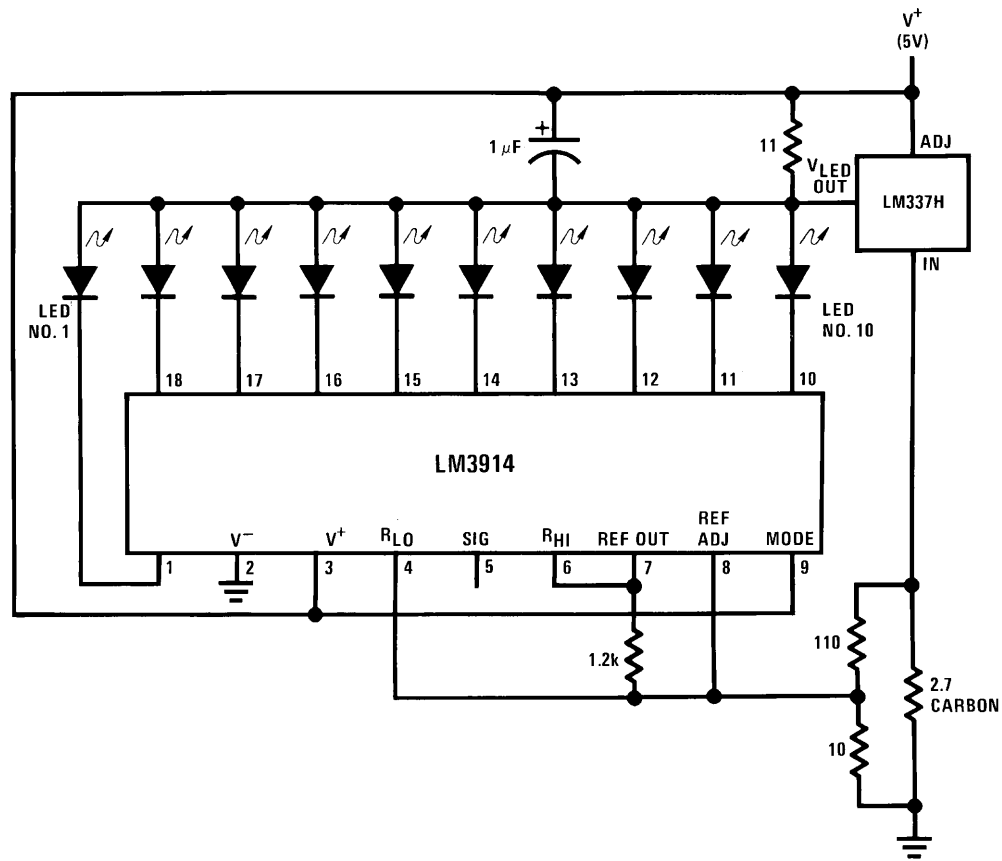 V+
(5V)
ADJ
+
1 μF
11
VLED
OUT
LM337H
IN
LED
NO. 1
LED
NO. 10
18 17 16 15 14 13 12 11 10
LM3914
V− V+ RLO SIG RHI REF OUT REF
ADJ MODE
1 2 3 4 5 6 7 8 9
110
1.2k
2.7
CARBON
10